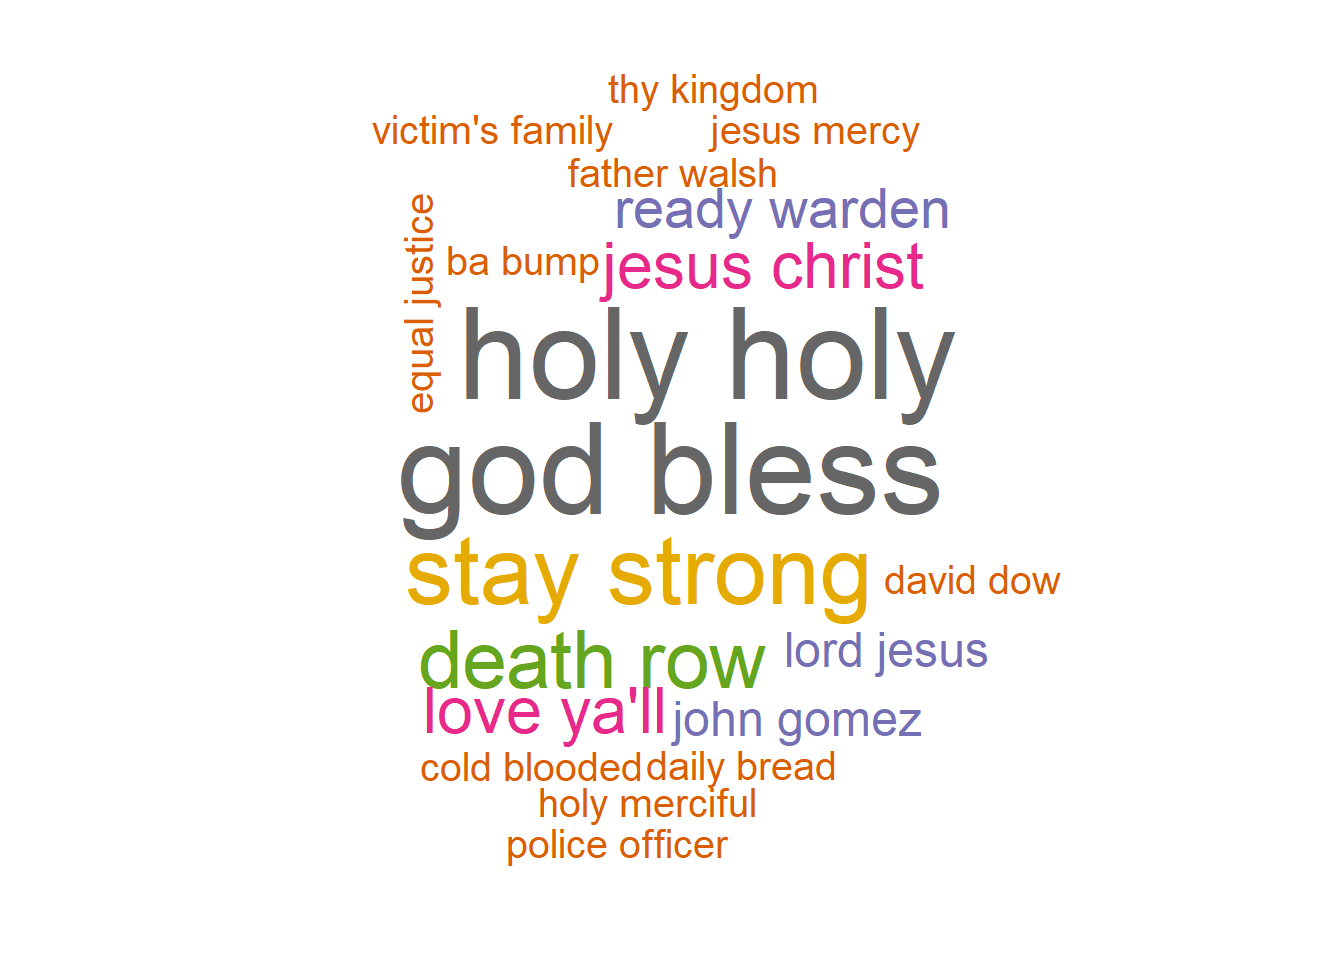 thy kingdom
victim's family
jesus mercy
father walsh
ready warden
equal justice
ba bump
jesus christ
holy holy
god bless
stay strong
david dow
death row
lord jesus
love ya'll
john gomez
cold blooded
daily bread
holy merciful
police officer